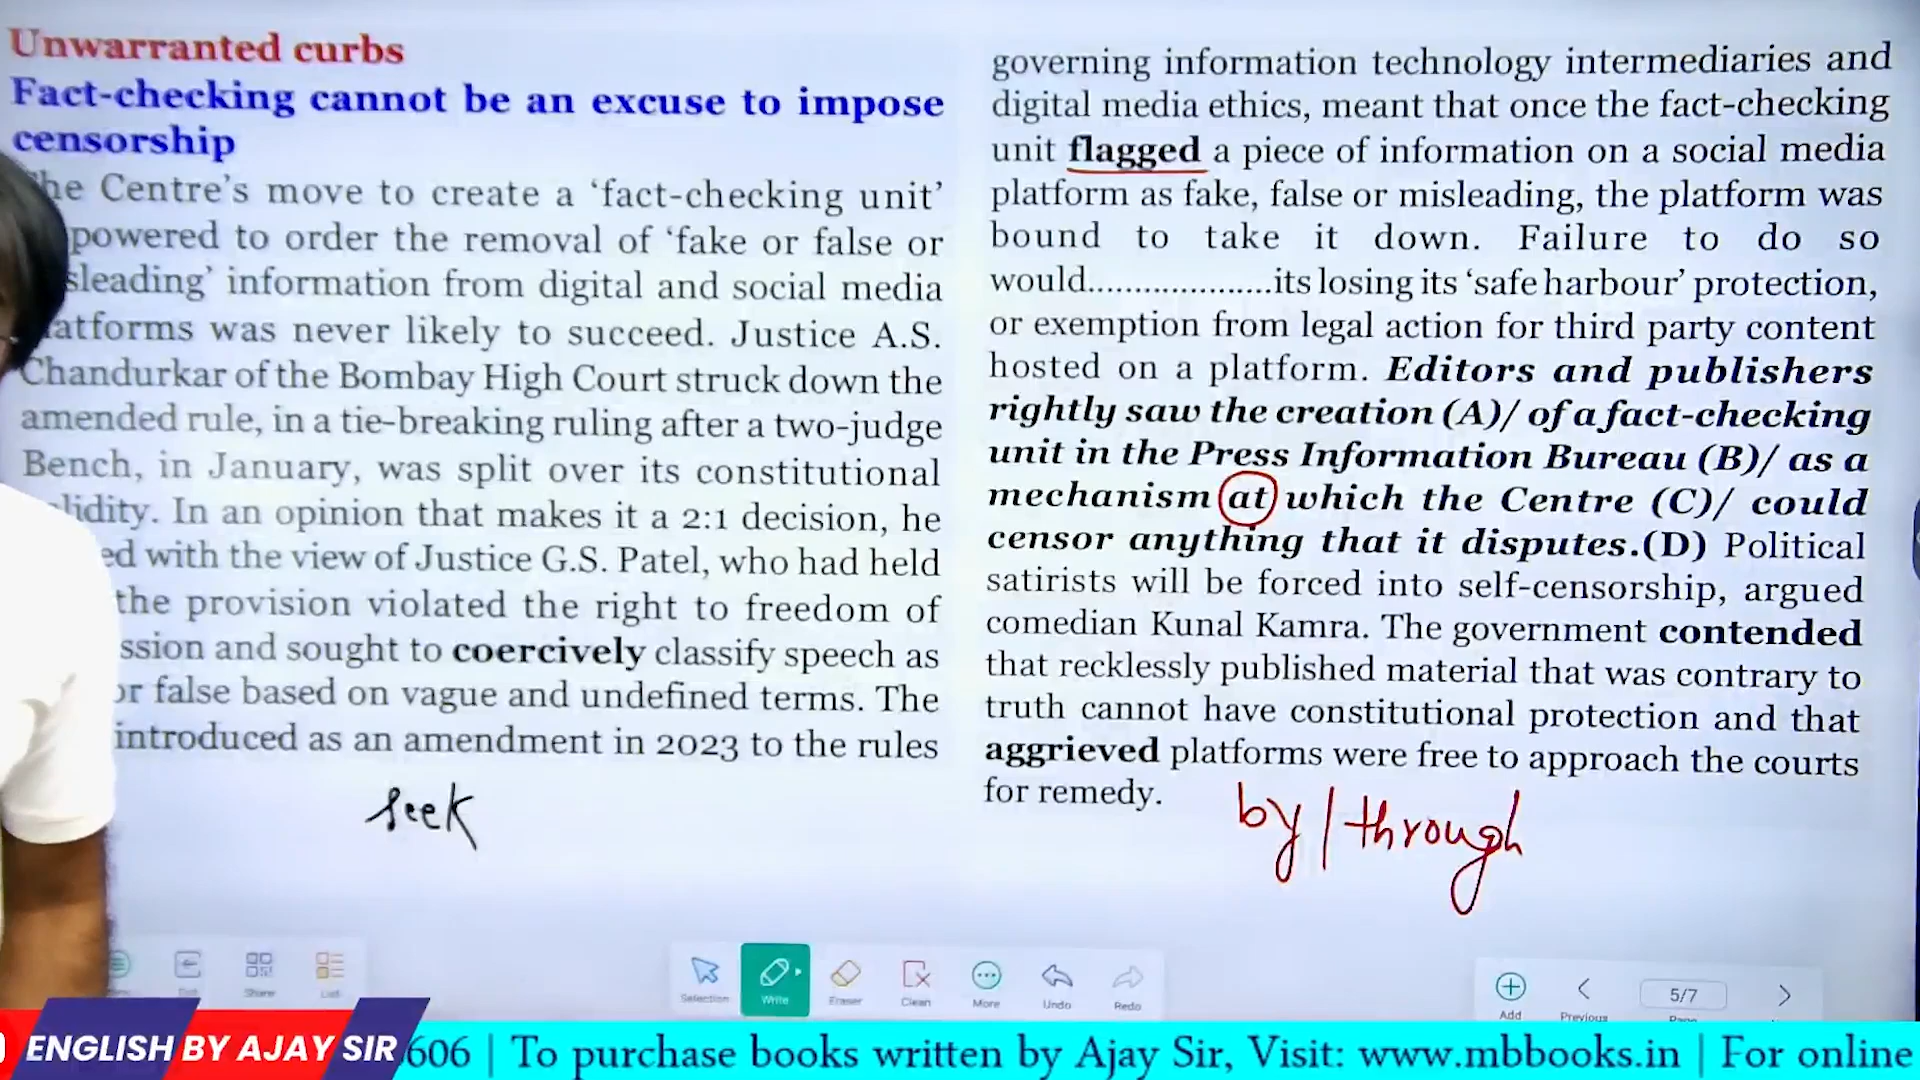 Unwarranted curbs
Fact-checking cannot be an excuse to impose
censorship
he Centre's move to create a 'fact-checking unit'
powered to order the removal of 'fake or false or
sleading' information from digital and social media
atforms was never likely to succeed. Justice A.S.
Chandurkar of the Bombay High Court struck down the
amended rule, in a tie-breaking ruling after a two-judge
Bench, in January, was split over its constitutional
lidity. In an opinion that makes it a 2:1 decision, he
ed with the view of Justice G.S. Patel, who had held
the provision violated the right to freedom of
ssion and sought to coercively classify speech as
or false based on vague and undefined terms. The
introduced as an amendment in 2023 to the rules
seek
governing information technology intermediaries and
digital media ethics, meant that once the fact-checking
unit flagged a piece of information on a social media
platform as fake, false or misleading, the platform was
bound to take it down. Failure to do so
would....................its losing its 'safe harbour' protection,
or exemption from legal action for third party content
hosted on a platform. Editors and publishers
rightly saw the creation (A)/ of a fact-checking
unit in the Press Information Bureau (B)/ as a
mechanism at which the Centre (C)/ could
censor anything that it disputes.(D) Political
satirists will be forced into self-censorship, argued
comedian Kunal Kamra. The government contended
that recklessly published material that was contrary to
truth cannot have constitutional protection and that
aggrieved platforms were free to approach the courts
for remedy.
by / through
Share List Selection Write Eraser Clean More Undo Redo Add Previous 5/7 Page
ENGLISH BY AJAY SIR 606 | To purchase books written by Ajay Sir, Visit: www.mbbooks.in | For online